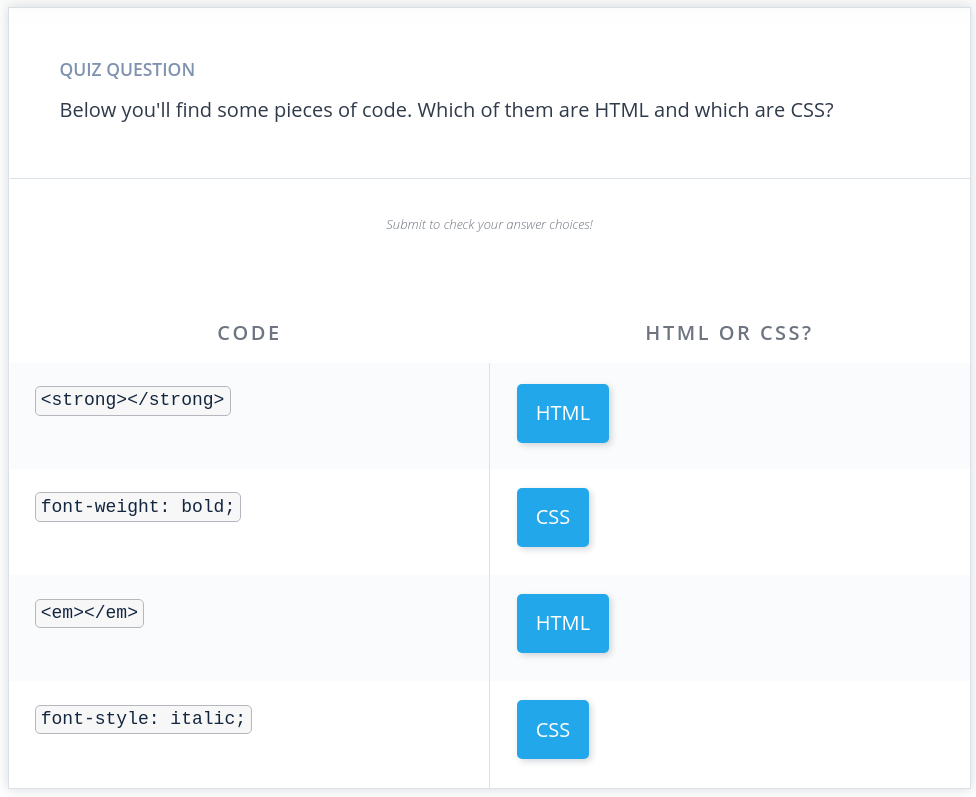 QUIZ QUESTION
Below you'll find some pieces of code. Which of them are HTML and which are CSS?
Submit to check your answer choices!
CODE HTML OR CSS?
<strong></strong> HTML
font-weight: bold; CSS
<em></em> HTML
font-style: italic; CSS